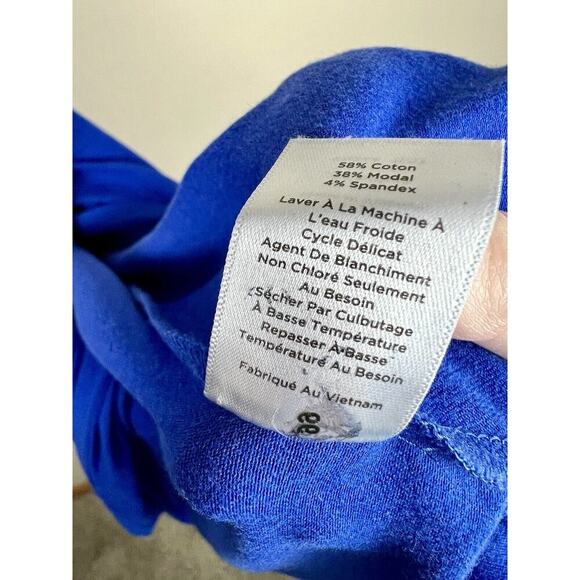 58% Coton
38% Modal
4% Spandex
Laver À La Machine À
L'eau Froide
Cycle Délicat
Agent De Blanchiment
Non Chloré Seulement
Au Besoin
Sécher Par Culbutage
À Basse Température
Repasser À Basse
Température Au Besoin
Fabriqué Au Vietnam